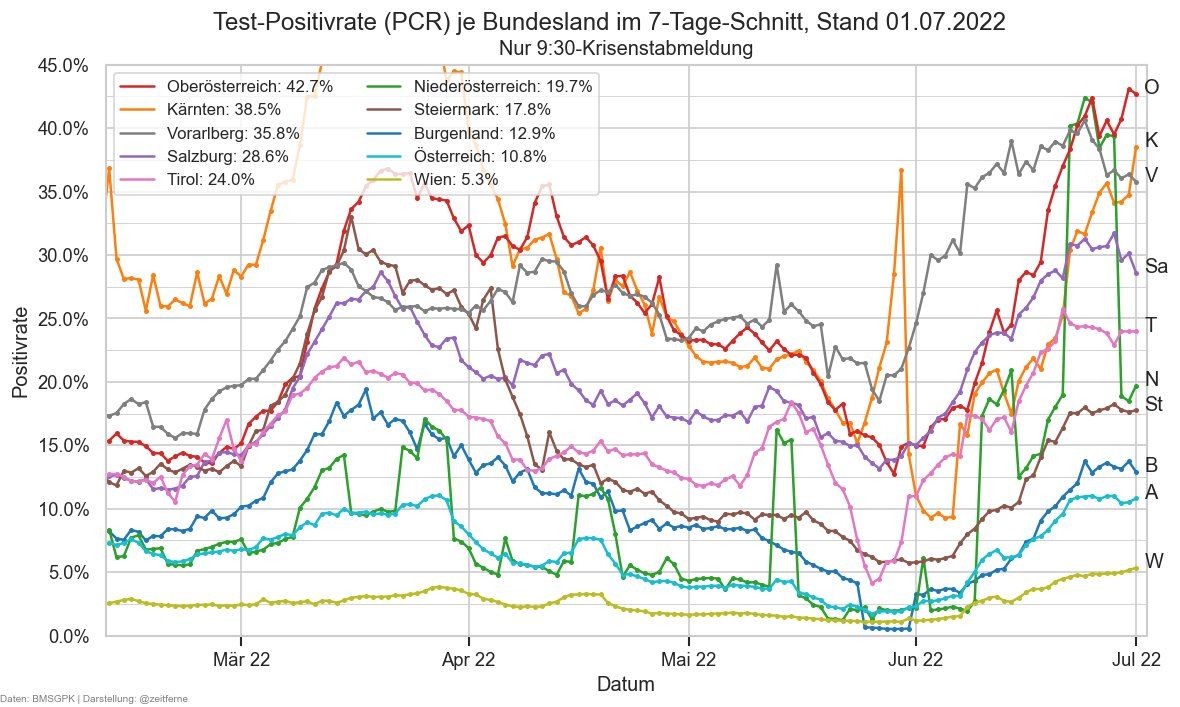 Test-Positivrate (PCR) je Bundesland im 7-Tage-Schnitt, Stand 01.07.2022
Nur 9:30-Krisenstabmeldung
45.0%
40.0%
35.0%
30.0%
25.0%
20.0%
15.0%
10.0%
5.0%
0.0%
Positivrate
Oberösterreich: 42.7%
Kärnten: 38.5%
Vorarlberg: 35.8%
Salzburg: 28.6%
Tirol: 24.0%
Niederösterreich: 19.7%
Steiermark: 17.8%
Burgenland: 12.9%
Österreich: 10.8%
Wien: 5.3%
O
K
V
Sa
T
N
St
B
A
W
Mär 22
Apr 22
Mai 22
Jun 22
Jul 22
Datum
Daten: BMSGPK | Darstellung: @zeitferne